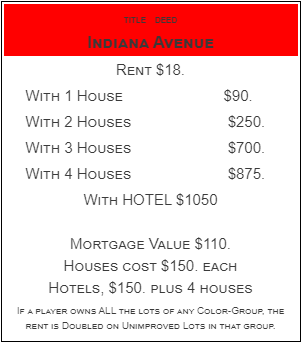 TITLE DEED
INDIANA AVENUE
RENT $18.
WITH 1 HOUSE $90.
WITH 2 HOUSES $250.
WITH 3 HOUSES $700.
WITH 4 HOUSES $875.
WITH HOTEL $1050
MORTGAGE VALUE $110.
HOUSES COST $150. EACH
HOTELS, $150. PLUS 4 HOUSES
IF A PLAYER OWNS ALL THE LOTS OF ANY COLOR-GROUP, THE
RENT IS DOUBLED ON UNIMPROVED LOTS IN THAT GROUP.